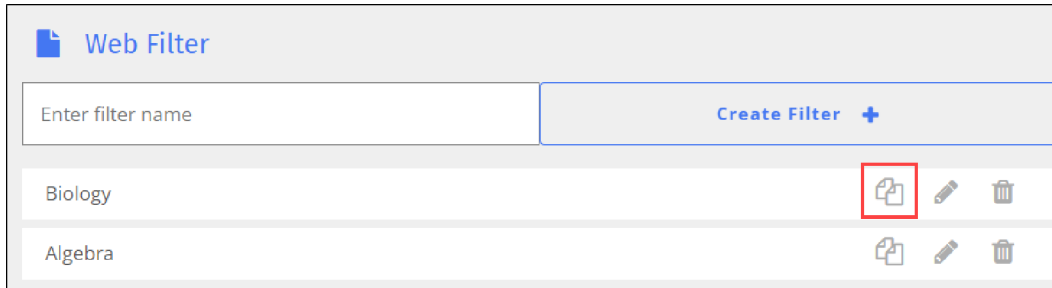 Web Filter
Enter filter name
Create Filter
Biology
Algebra